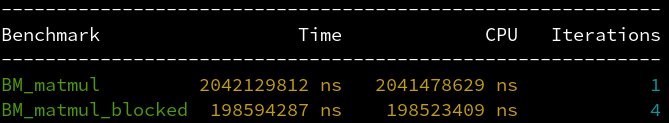 ---------------------------------------------------------
Benchmark               Time             CPU   Iterations
---------------------------------------------------------
BM_matmul        2042129812 ns   2041478629 ns            1
BM_matmul_blocked  198594287 ns    198523409 ns            4